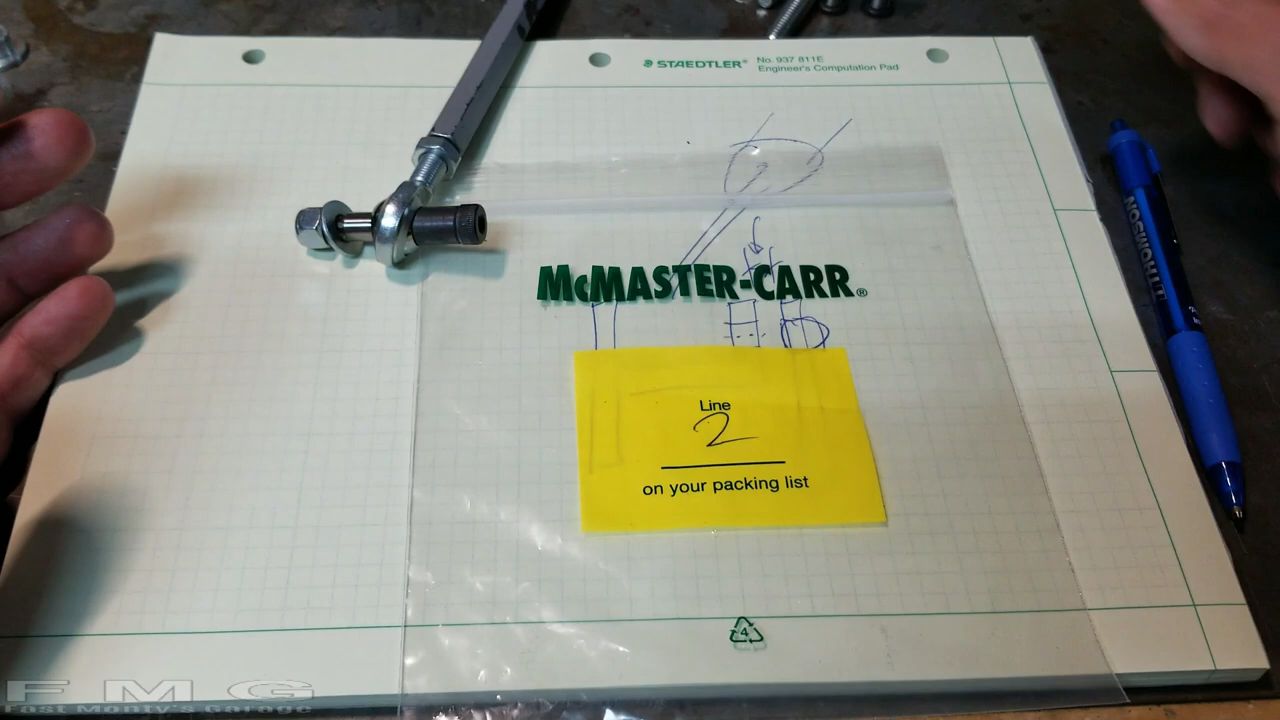 STAEDTLER® No. 937 811E
Engineer's Computation Pad
McMASTER-CARR®
Line
2
on your packing list
4
THOMSON
F M G
Fast Monty's Garage